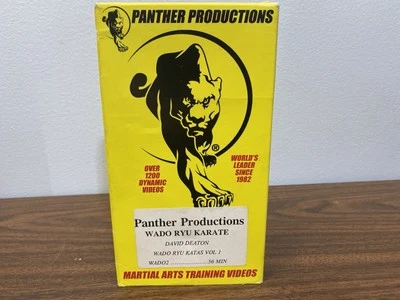 PANTHER PRODUCTIONS
®
OVER
1200
DYNAMIC
VIDEOS
WORLD'S
LEADER
SINCE
1982
Panther Productions
WADO RYU KARATE
DAVID DEATON
WADO RYU KATAS VOL 1
WADO2...................56 MIN
MARTIAL ARTS TRAINING VIDEOS